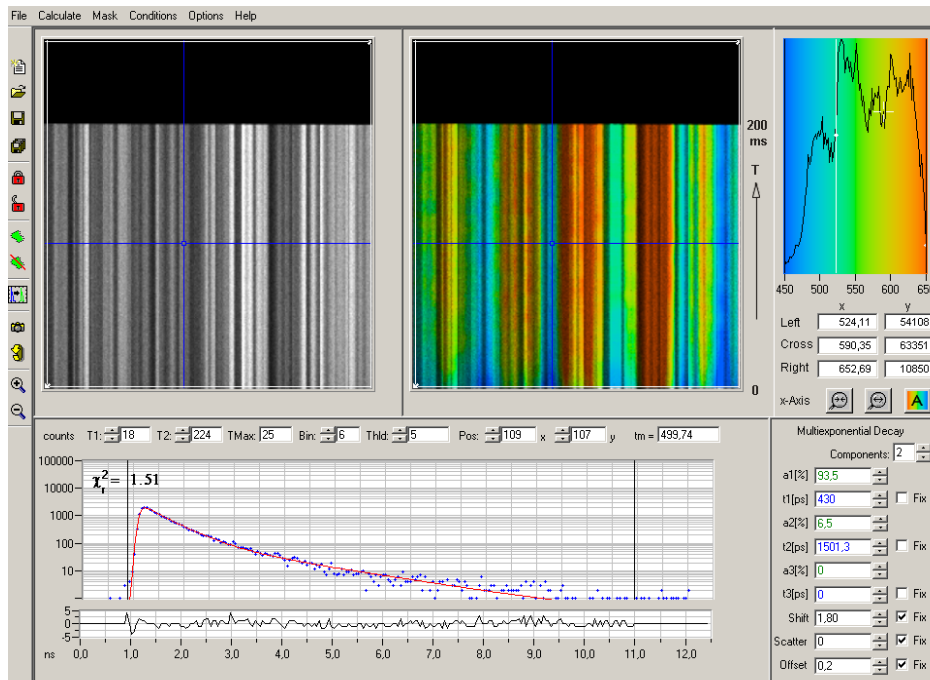 File Calculate Mask Conditions Options Help
200
ms
T
0
450 500 550 600 65
x y
Left 524,11 54108
Cross 590,35 63351
Right 652,69 10850
x-Axis A
counts T1: 18 T2: 224 TMax: 25 Bin: 6 Thld: 5 Pos: 109 x 107 y tm = 499,74
Multiexponential Decay
Components: 2
a1[%] 93,5
t1[ps] 430 Fix
a2[%] 6,5
t2[ps] 1501,3 Fix
a3[%] 0
t3[ps] 0 Fix
Shift 1,80 Fix
Scatter 0 Fix
Offset 0,2 Fix
100000
10000
1000
100
10
χr² = 1.51
5
0
-5
ns 0,0 1,0 2,0 3,0 4,0 5,0 6,0 7,0 8,0 9,0 10,0 11,0 12,0